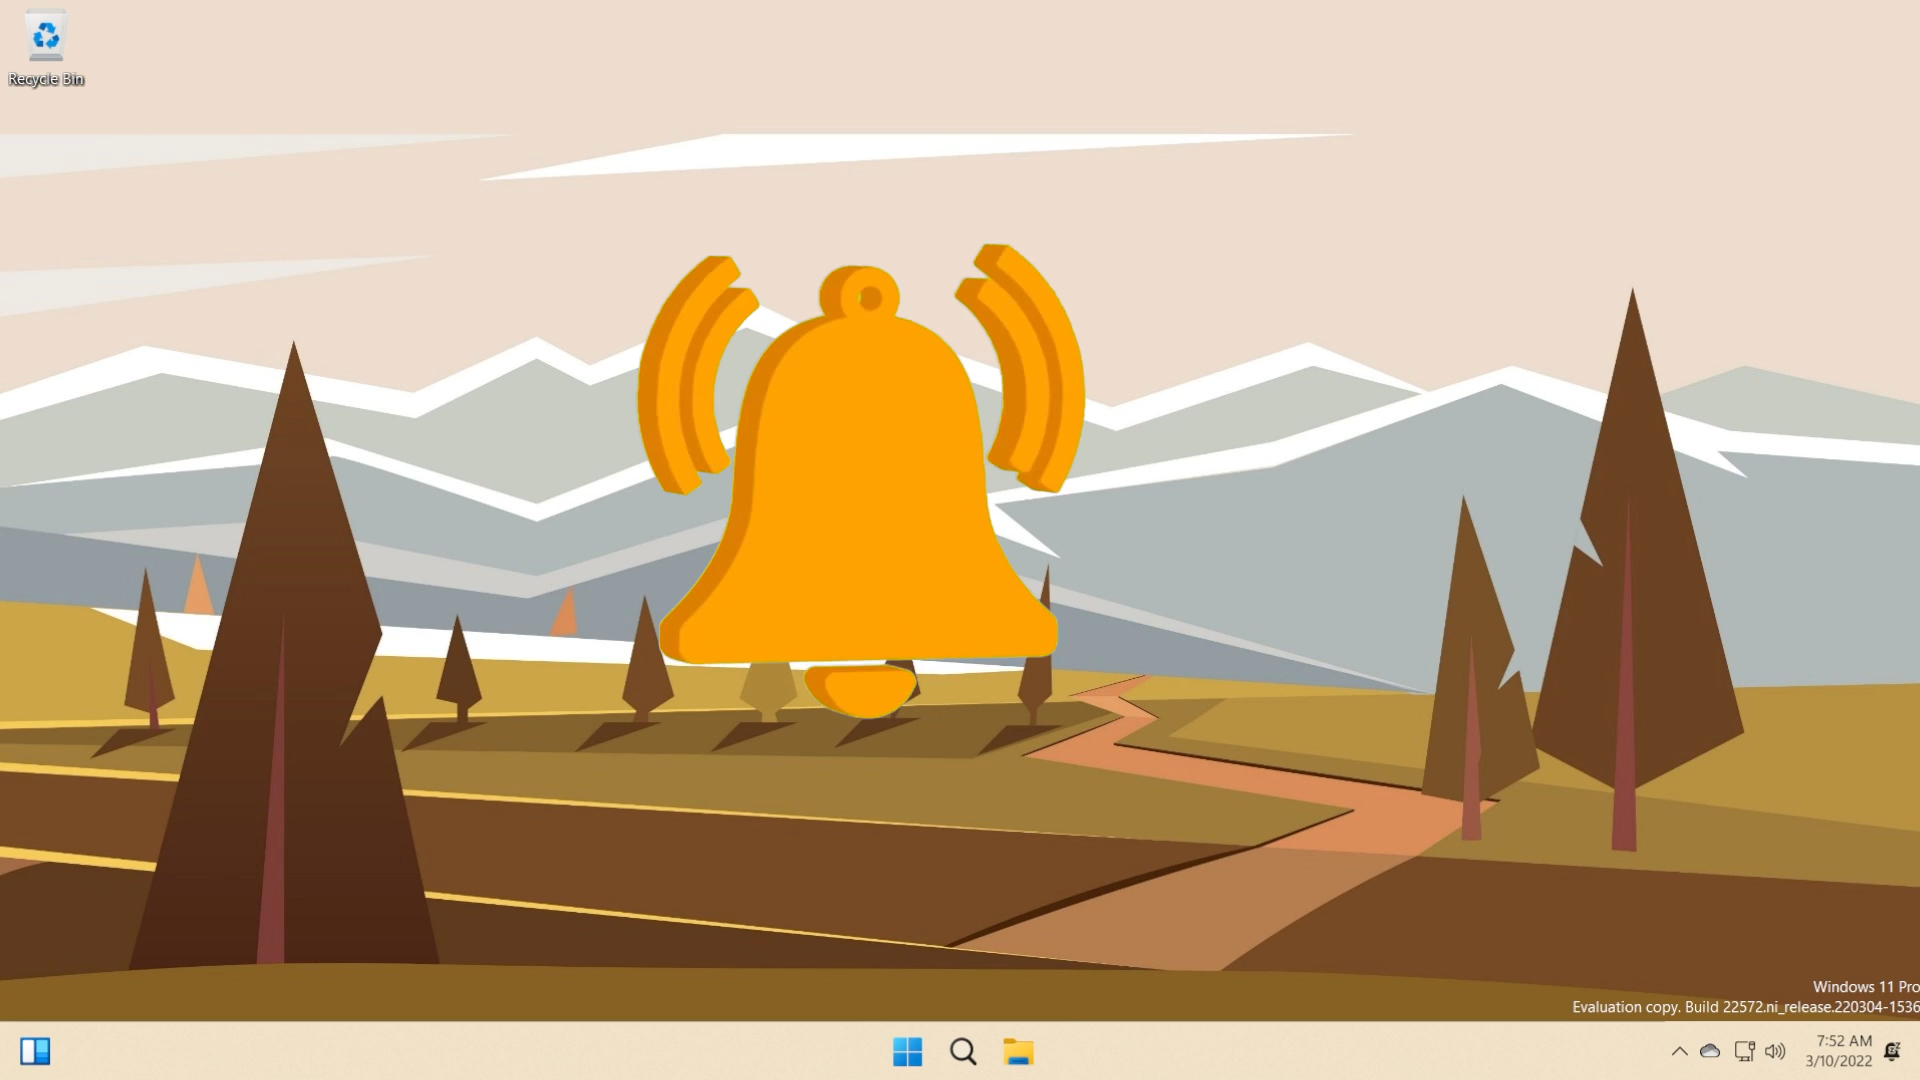 Recycle Bin
Windows 11 Pro
Evaluation copy. Build 22572.ni_release.220304-1536
7:52 AM
3/10/2022